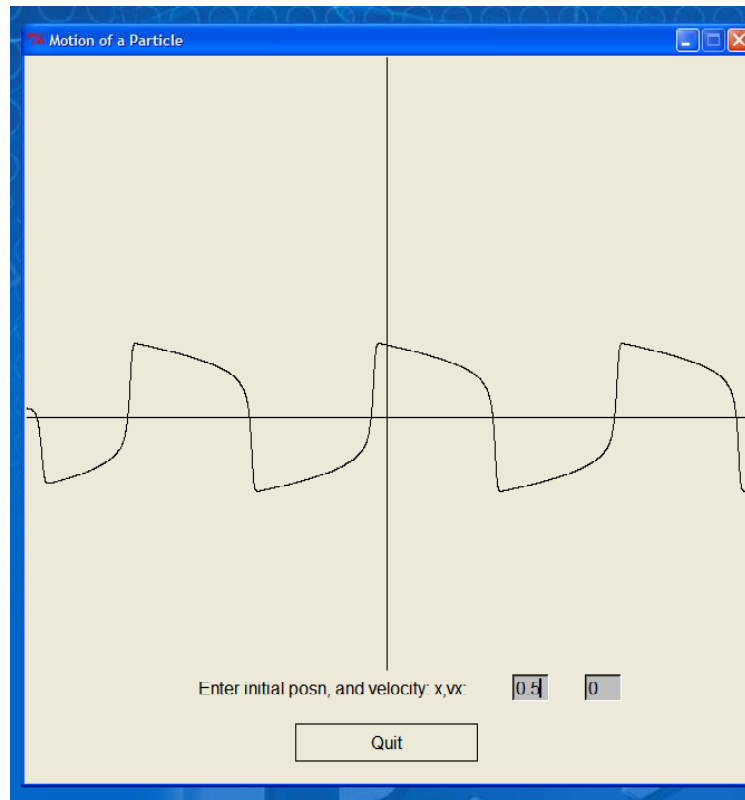 Motion of a Particle
Enter initial posn, and velocity: x,vx: 0.5 0
Quit